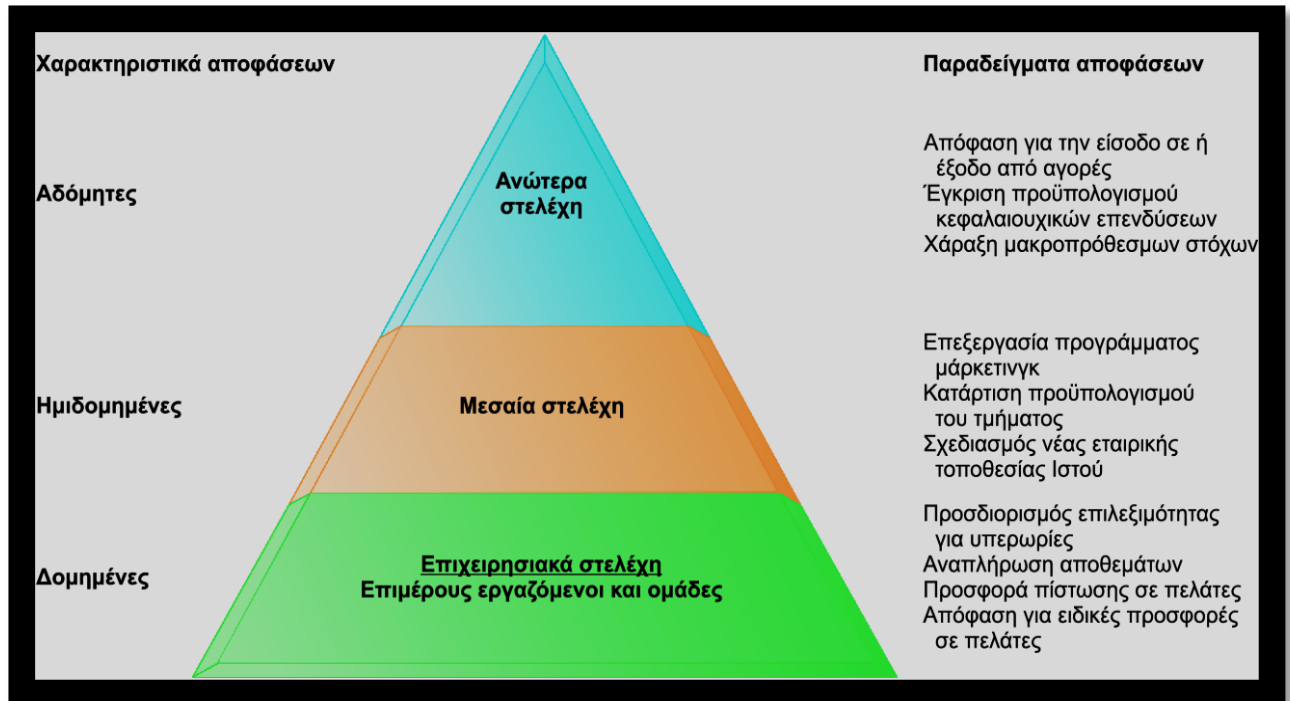 Χαρακτηριστικά αποφάσεων
Παραδείγματα αποφάσεων
Αδόμητες
Ανώτερα
στελέχη
Απόφαση για την είσοδο σε ή
έξοδο από αγορές
Έγκριση προϋπολογισμού
κεφαλαιουχικών επενδύσεων
Χάραξη μακροπρόθεσμων στόχων
Ημιδομημένες
Μεσαία στελέχη
Επεξεργασία προγράμματος
μάρκετινγκ
Κατάρτιση προϋπολογισμού
του τμήματος
Σχεδιασμός νέας εταιρικής
τοποθεσίας Ιστού
Δομημένες
Επιχειρησιακά στελέχη
Επιμέρους εργαζόμενοι και ομάδες
Προσδιορισμός επιλεξιμότητας
για υπερωρίες
Αναπλήρωση αποθεμάτων
Προσφορά πίστωσης σε πελάτες
Απόφαση για ειδικές προσφορές
σε πελάτες